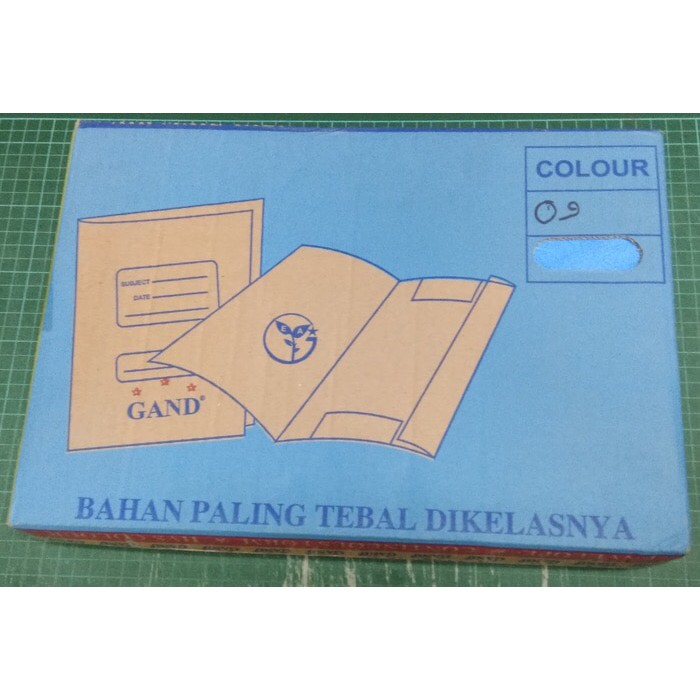 COLOUR
09
SUBJECT:
DATE
E A
GAND®
BAHAN PALING TEBAL DIKELASNYA